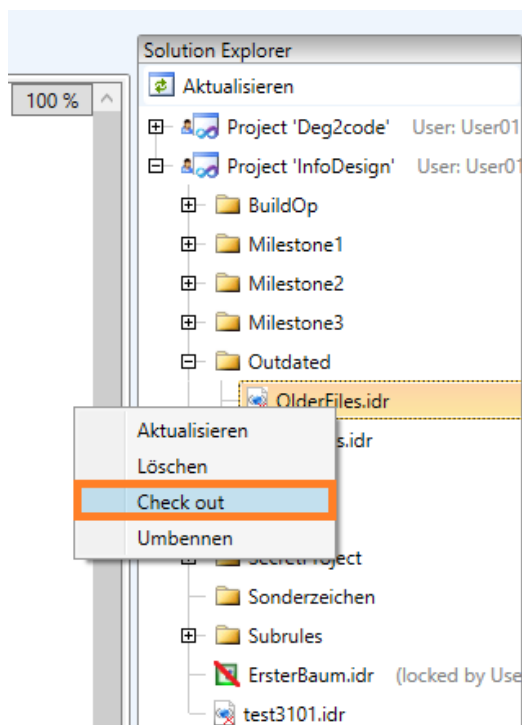 Solution Explorer
Aktualisieren
100 %
Project 'Deg2code' User: User01
Project 'InfoDesign' User: User01
BuildOp
Milestone1
Milestone2
Milestone3
Outdated
OlderFiles.idr
Aktualisieren
s.idr
Löschen
Check out
Umbennen
Sonderzeichen
Subrules
ErsterBaum.idr (locked by Use
test3101.idr